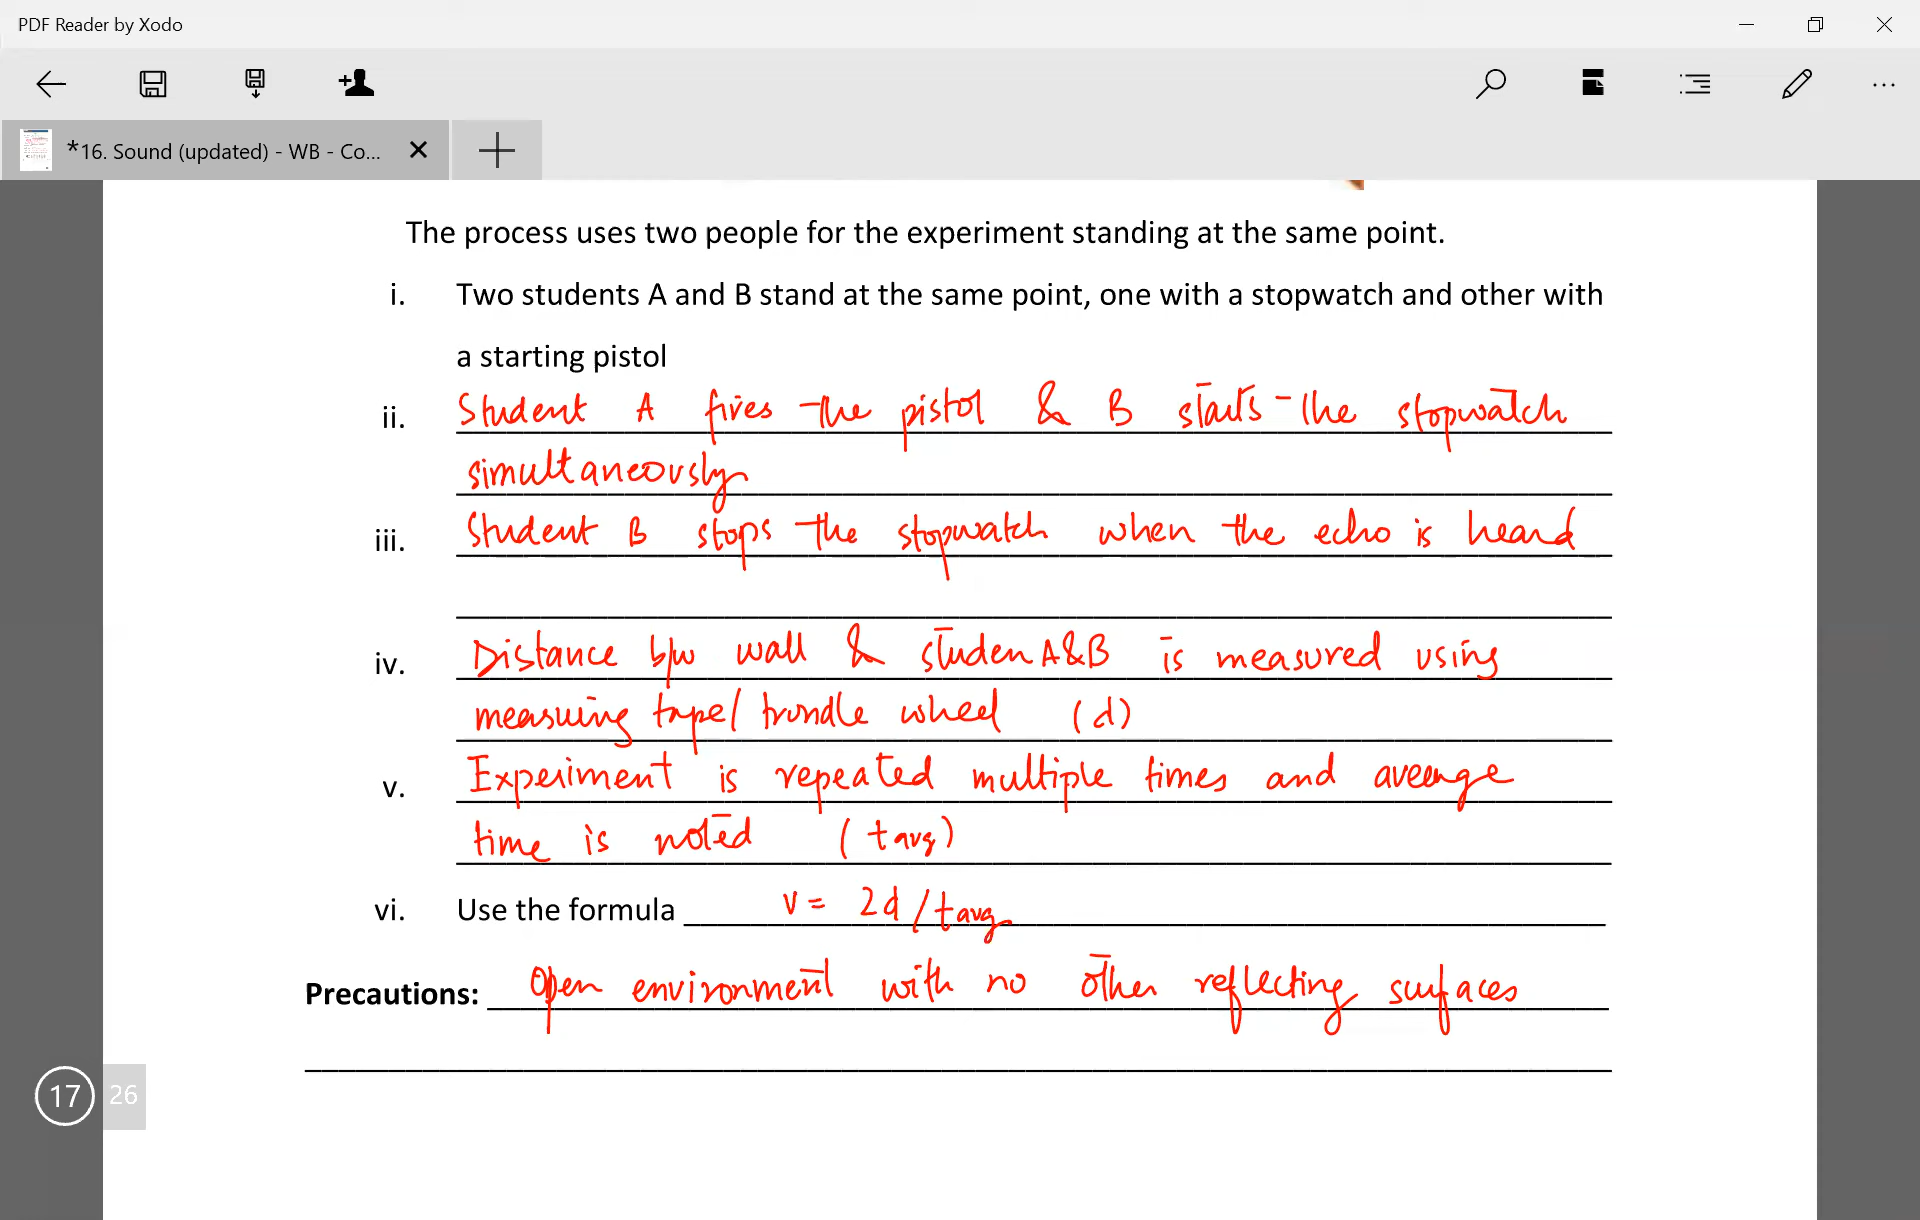 PDF Reader by Xodo
*16. Sound (updated) - WB - Co...
The process uses two people for the experiment standing at the same point.
i. Two students A and B stand at the same point, one with a stopwatch and other with
a starting pistol
ii. Student A fires the pistol & B starts the stopwatch
simultaneously
iii. Student B stops the stopwatch when the echo is heard
iv. Distance b/w wall & studen A&B is measured using
measuring tape/ trundle wheel (d)
v. Experiment is repeated multiple times and average
time is noted (tavg)
vi. Use the formula v = 2d/tavg
Precautions: Open environment with no other reflecting surfaces
17 26